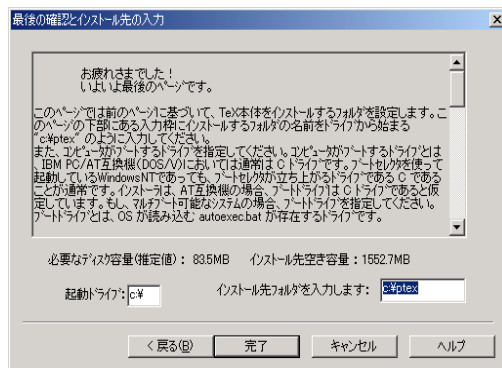 最後の確認とインストール先の入力
お疲れさまでした！
いよいよ最後のページです。
このページでは前のページに基づいて、TeX本体をインストールするフォルダを設定します。こ
のページの下部にある入力枠にインストールするフォルダの名前をドライブから始まる
"c:¥ptex" のように入力してください。
また、コンピュータがブートするドライブを指定してください。コンピュータがブートするドライブとは
、IBM PC/AT互換機(DOS/V)においては通常は C ドライブです。ブートセレクタを使って
起動しているWindowsNTであっても、ブートセレクタが立ち上がるドライブである C である
ことが通常です。インストーラは、AT互換機の場合、ブートドライブは C ドライブであると仮
定しています。もし、マルチブート可能なシステムの場合、ブートドライブを指定してください。
ブートドライブとは、OS が読み込む autoexec.bat が存在するドライブです。
必要なディスク容量(推定値)： 83.5MB インストール先空き容量：1552.7MB
起動ドライブ: c:¥ インストール先フォルダを入力します: c:¥ptex
< 戻る(B) 完了 キャンセル ヘルプ